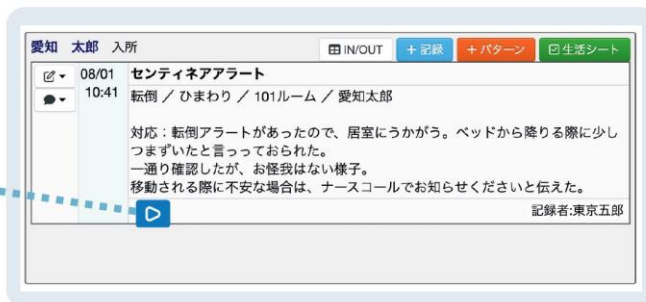 愛知 太郎 入所
IN/OUT
+ 記録
+ パターン
生活シート
08/01 センティネアアラート
10:41 転倒 / ひまわり / 101ルーム / 愛知太郎
対応：転倒アラートがあったので、居室にうかがう。ベッドから降りる際に少し
つまずいたと言っておられた。
一通り確認したが、お怪我はない様子。
移動される際に不安な場合は、ナースコールでお知らせくださいと伝えた。
記録者:東京五郎